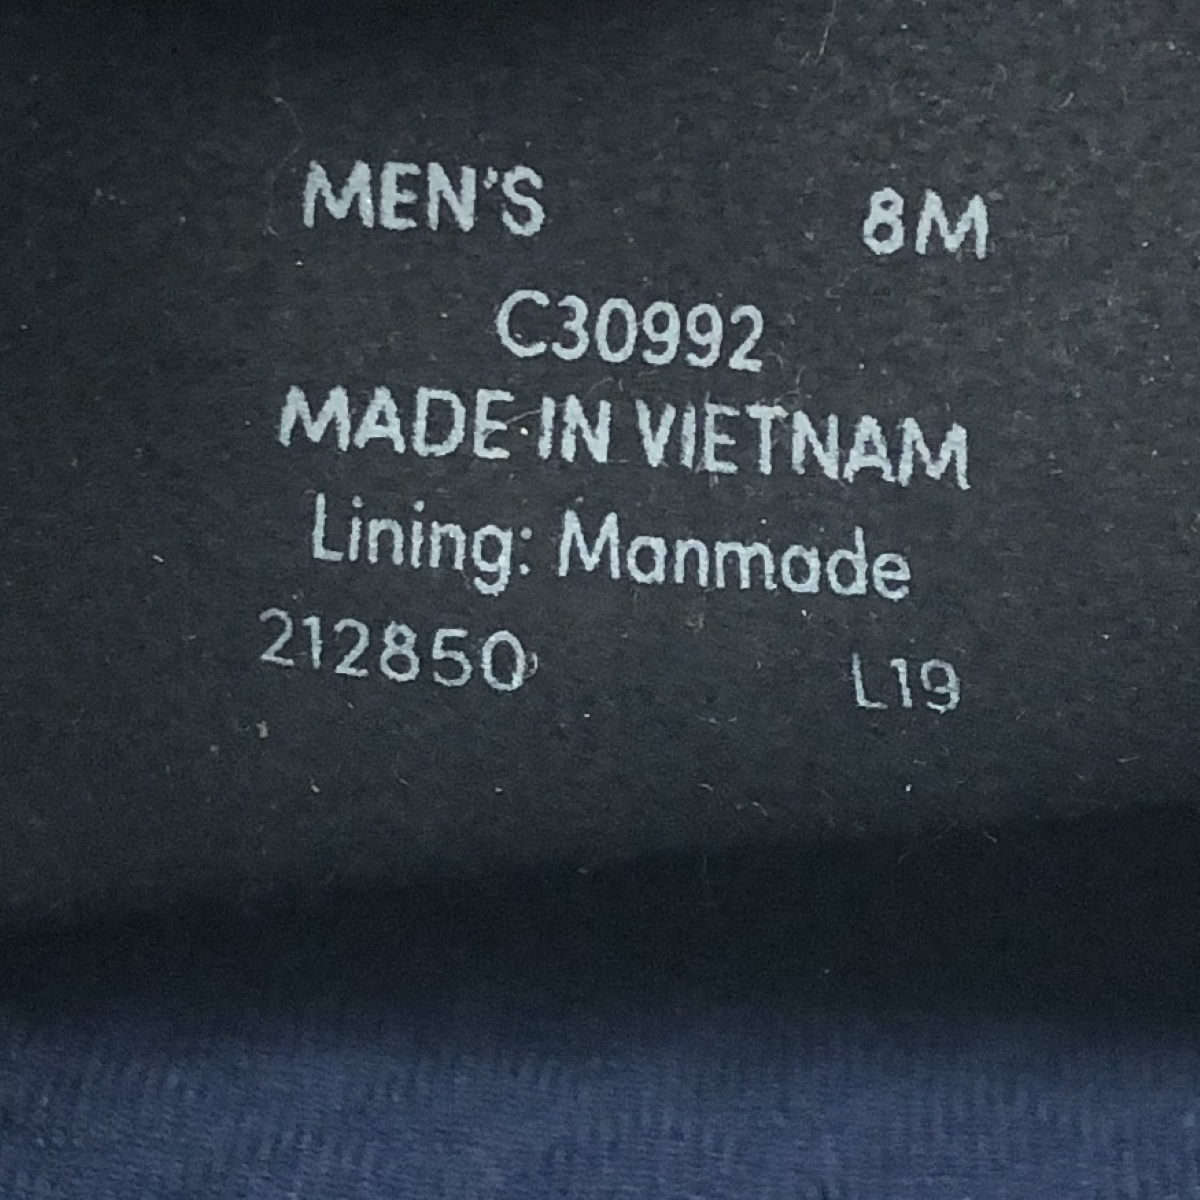 MEN'S 8M
C30992
MADE IN VIETNAM
Lining: Manmade
212850 L19